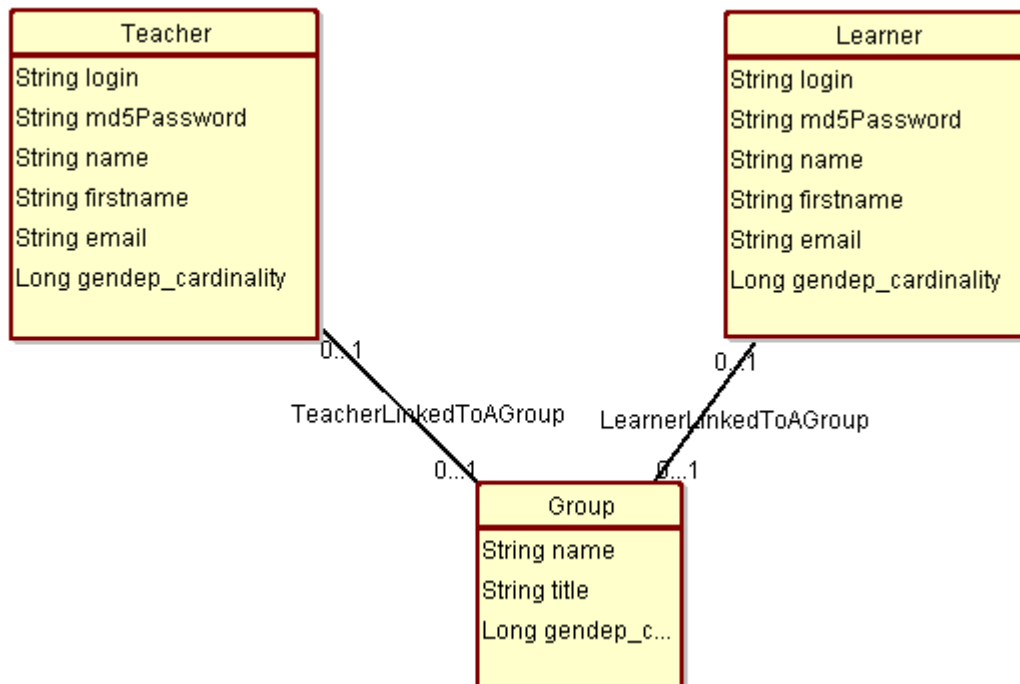 Teacher
String login
String md5Password
String name
String firstname
String email
Long gendep_cardinality
Learner
String login
String md5Password
String name
String firstname
String email
Long gendep_cardinality
0...1
0...1
TeacherLinkedToAGroup
LearnerLinkedToAGroup
0...1
0...1
Group
String name
String title
Long gendep_c...